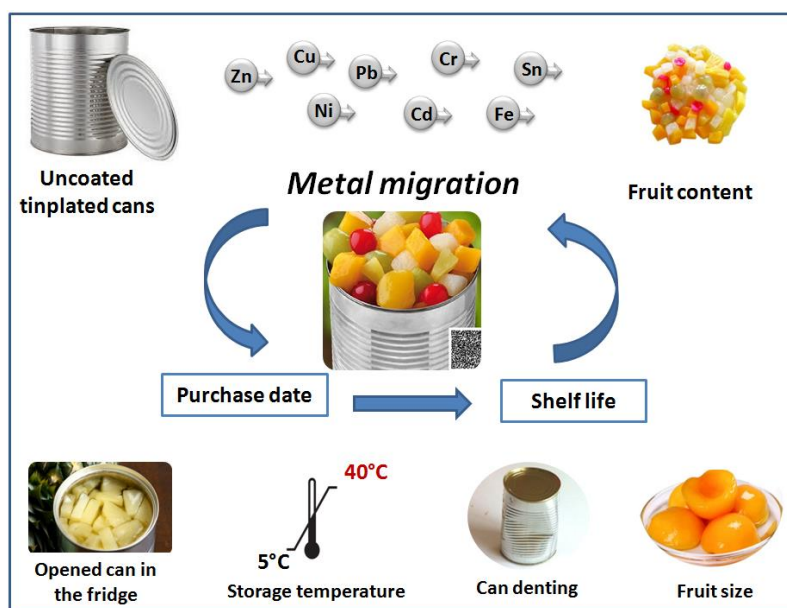 Zn
Cu
Pb
Cr
Sn
Ni
Cd
Fe
Uncoated
tinplated cans
Metal migration
Fruit content
Purchase date
Shelf life
40°C
5°C
Opened can in
the fridge
Storage temperature
Can denting
Fruit size